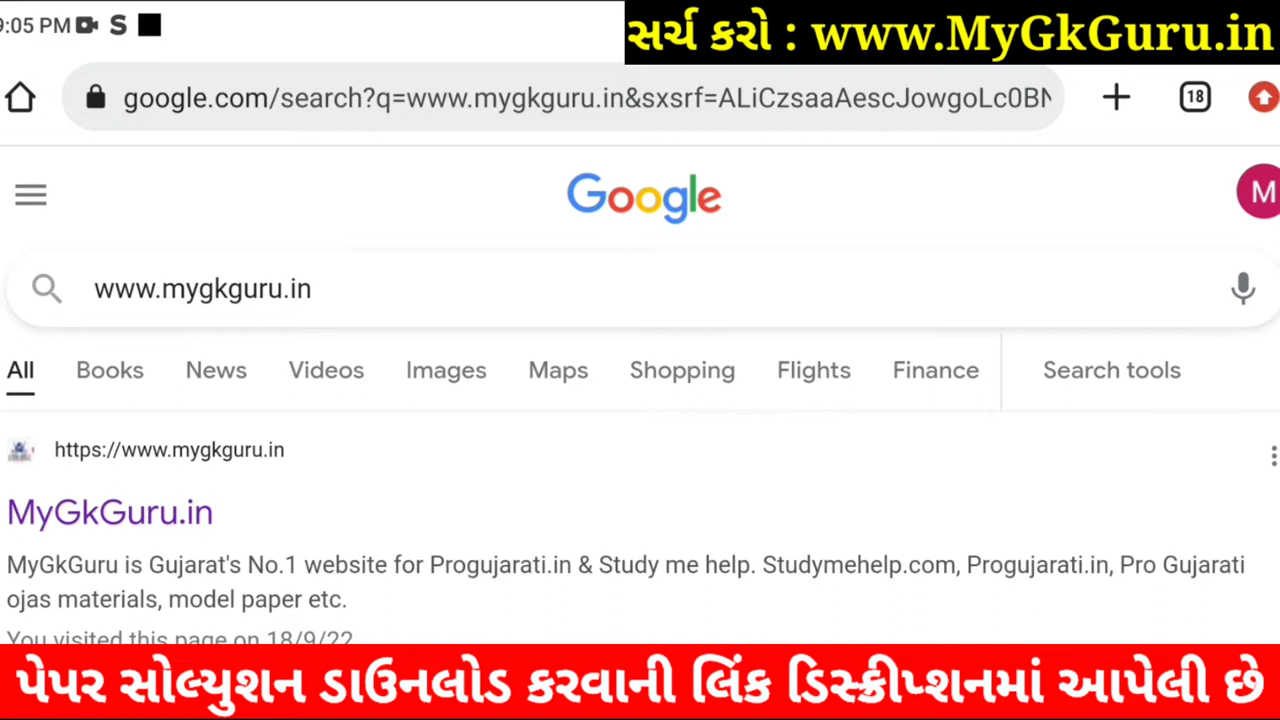 9:05 PM S
સર્ચ કરો : www.MyGkGuru.in
google.com/search?q=www.mygkguru.in&sxsrf=ALiCzsaaAescJowgoLc0BN
18
Google
M
www.mygkguru.in
All Books News Videos Images Maps Shopping Flights Finance Search tools
https://www.mygkguru.in
MyGkGuru.in
MyGkGuru is Gujarat's No.1 website for Progujarati.in & Study me help. Studymehelp.com, Progujarati.in, Pro Gujarati
ojas materials, model paper etc.
You visited this page on 18/9/22
પેપર સોલ્યુશન ડાઉનલોડ કરવાની લિંક ડિસ્ક્રીપ્શનમાં આપેલી છે